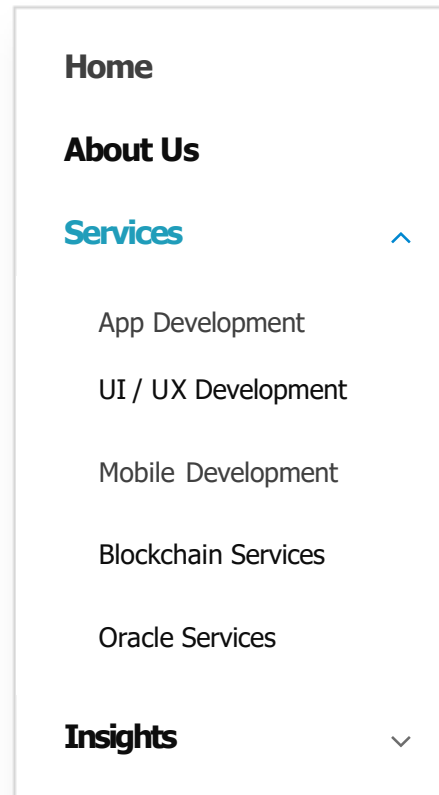 Home
About Us
Services
App Development
UI / UX Development
Mobile Development
Blockchain Services
Oracle Services
Insights